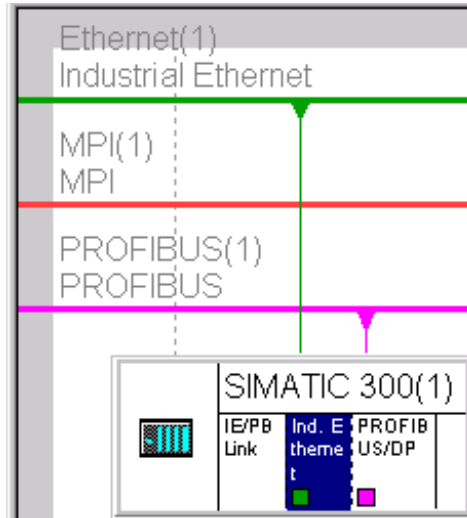 Ethernet(1)
Industrial Ethernet
MPI(1)
MPI
PROFIBUS(1)
PROFIBUS
SIMATIC 300(1)
IE/PB
Link
Ind. E
theme
t
PROFIB
US/DP